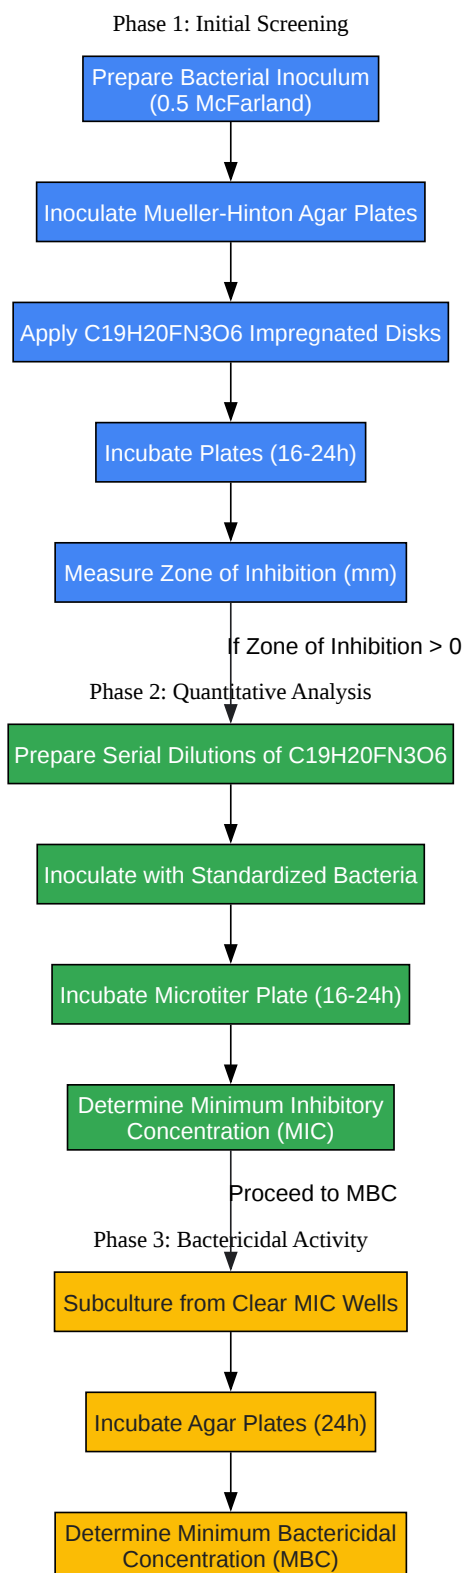 Phase 1: Initial Screening
Prepare Bacterial Inoculum
(0.5 McFarland)
Inoculate Mueller-Hinton Agar Plates
Apply C19H20FN3O6 Impregnated Disks
Incubate Plates (16-24h)
Measure Zone of Inhibition (mm)
If Zone of Inhibition > 0
Phase 2: Quantitative Analysis
Prepare Serial Dilutions of C19H20FN3O6
Inoculate with Standardized Bacteria
Incubate Microtiter Plate (16-24h)
Determine Minimum Inhibitory
Concentration (MIC)
Proceed to MBC
Phase 3: Bactericidal Activity
Subculture from Clear MIC Wells
Incubate Agar Plates (24h)
Determine Minimum Bactericidal
Concentration (MBC)